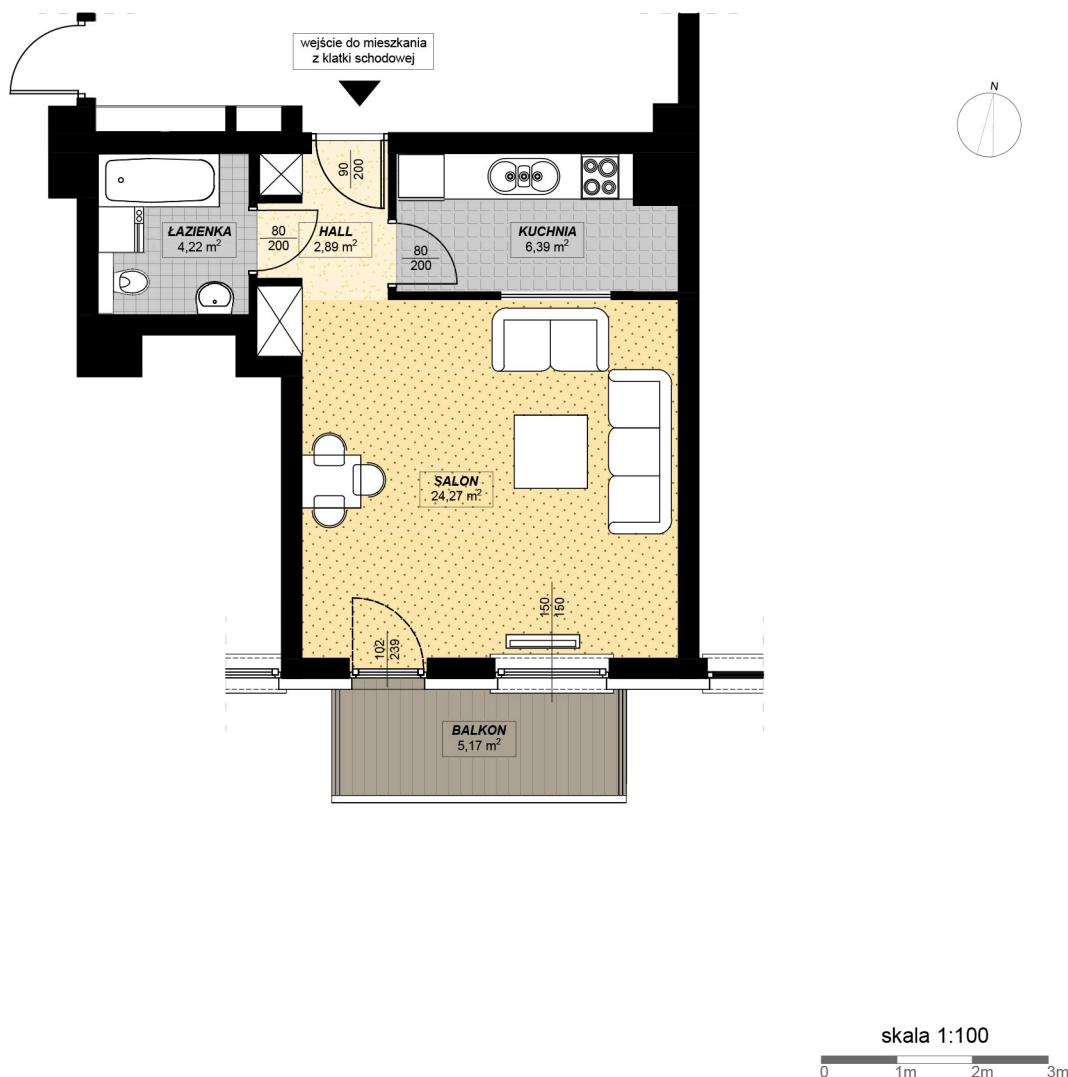 wejście do mieszkania
z klatki schodowej
N
90
200
ŁAZIENKA
4,22 m²
80
200
HALL
2,89 m²
80
200
KUCHNIA
6,39 m²
SALON
24,27 m²
102
239
150
150
BALKON
5,17 m²
skala 1:100
0 1m 2m 3m